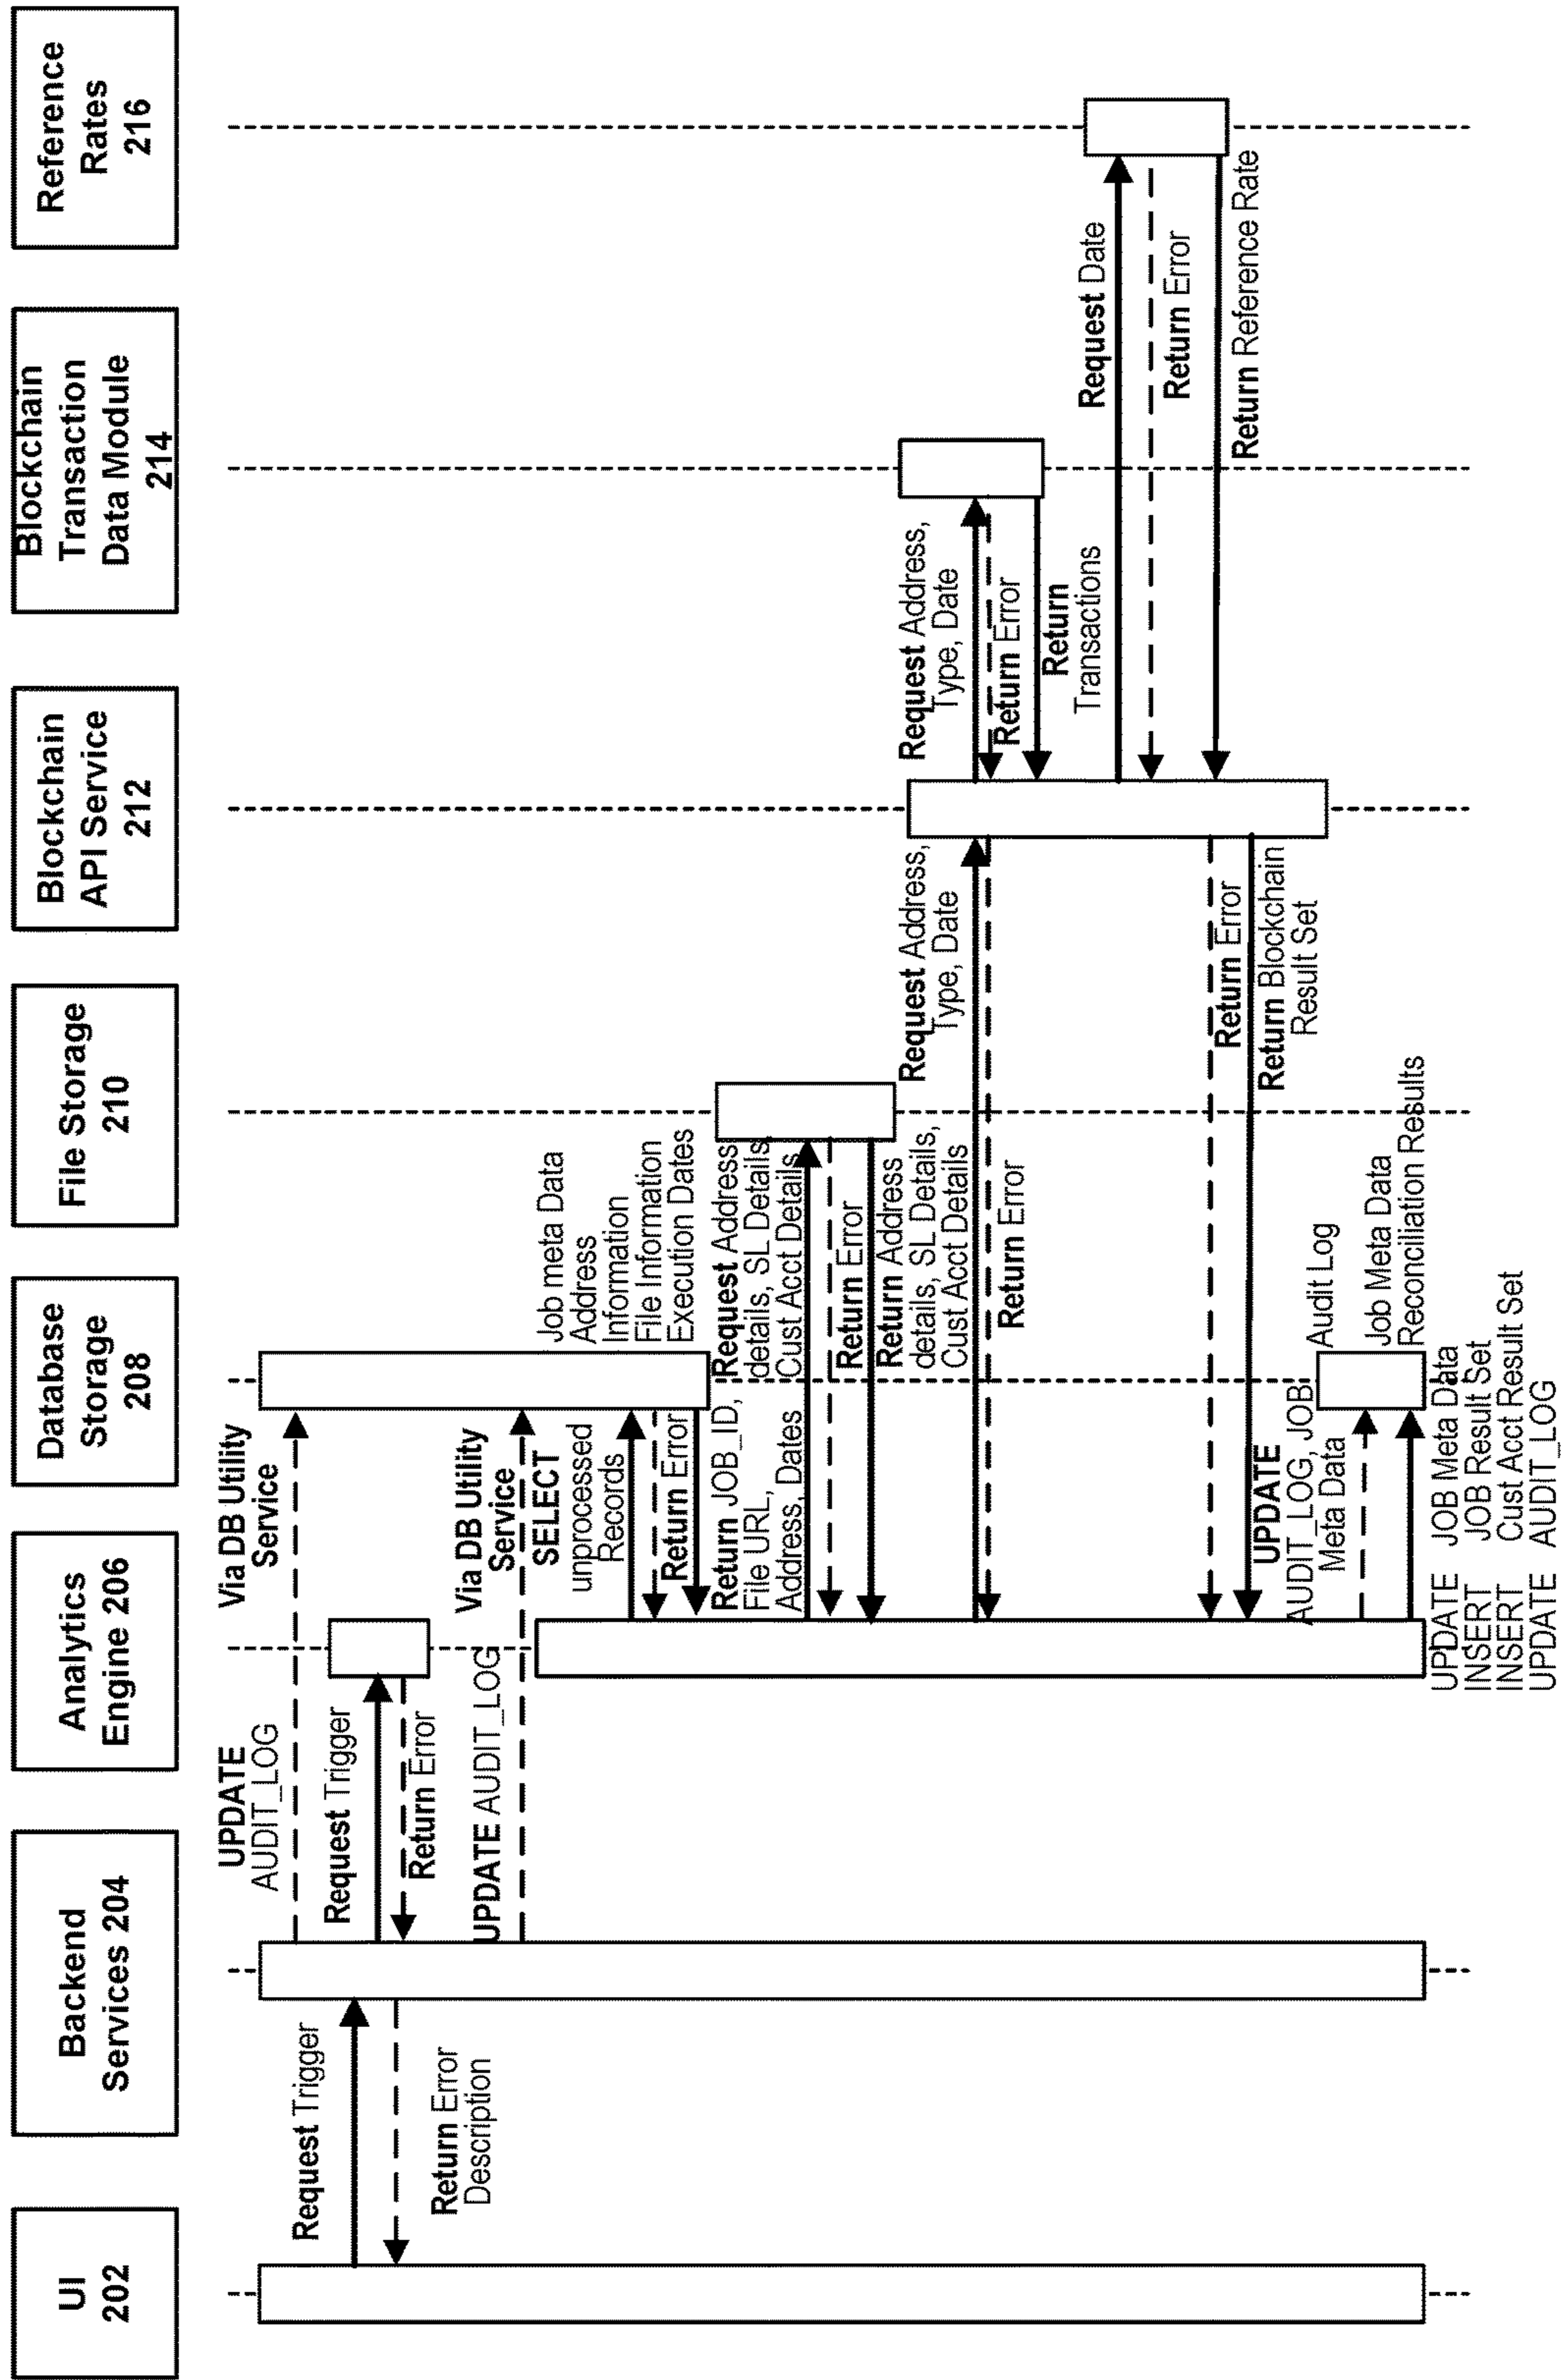 UI
202
Backend
Services 204
Analytics
Engine 206
Database
Storage
208
File Storage
210
Blockchain
API Service
212
Blockchain
Transaction
Data Module
214
Reference
Rates
216
UPDATE
AUDIT_LOG
Via DB Utility
Service
Request Trigger
Return Error
Description
Request Trigger
Return Error
UPDATE AUDIT_LOG
Via DB Utility
Service
SELECT
unprocessed
Records
Return Error
Return JOB_ID,
File URL,
Address, Dates
Job meta Data
Address
Information
File Information
Execution Dates
Request Address
details, SL Details
Cust Acct Details
Return Error
Return Address
details, SL Details,
Cust Acct Details
Request Address,
Type, Date
Return Error
Request Address,
Type, Date
Return Error
Return
Transactions
Request Date
Return Error
Return Reference Rate
Return Error
Return Blockchain
Result Set
UPDATE
AUDIT_LOG, JOB
Meta Data
Audit Log
Job Meta Data
Reconciliation Results
UPDATE JOB Meta Data
INSERT JOB Result Set
INSERT Cust Acct Result Set
UPDATE AUDIT_LOG